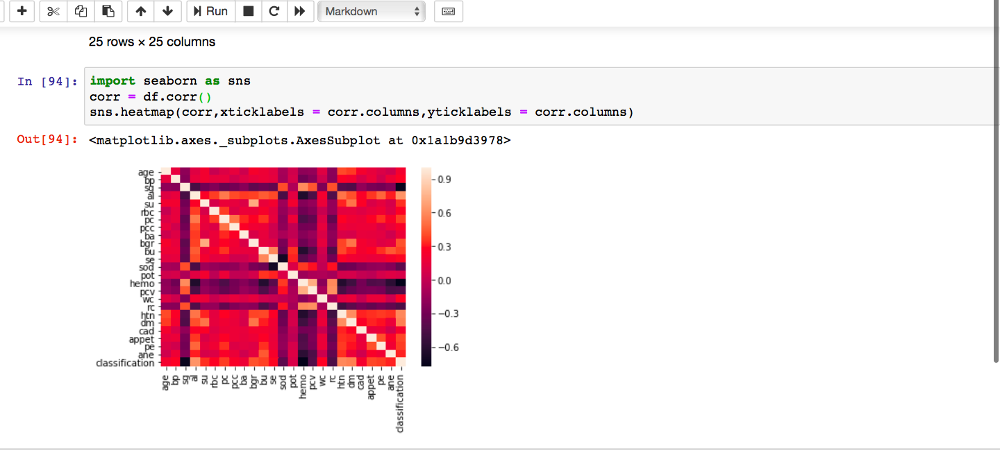 Run
Markdown
25 rows × 25 columns
In [94]:
import seaborn as sns
corr = df.corr()
sns.heatmap(corr,xticklabels = corr.columns,yticklabels = corr.columns)
Out[94]:
<matplotlib.axes._subplots.AxesSubplot at 0x1a1b9d3978>
age
bp
sg
al
su
rbc
pc
pcc
ba
bgr
bu
se
sod
pot
hemo
pcv
wc
rc
htn
dm
cad
appet
pe
ane
classification
0.9
0.6
0.3
0.0
−0.3
−0.6
age
bp
sg
al
su
rbc
pc
pcc
ba
bgr
bu
se
sod
pot
hemo
pcv
wc
rc
htn
dm
cad
appet
pe
ane
classification